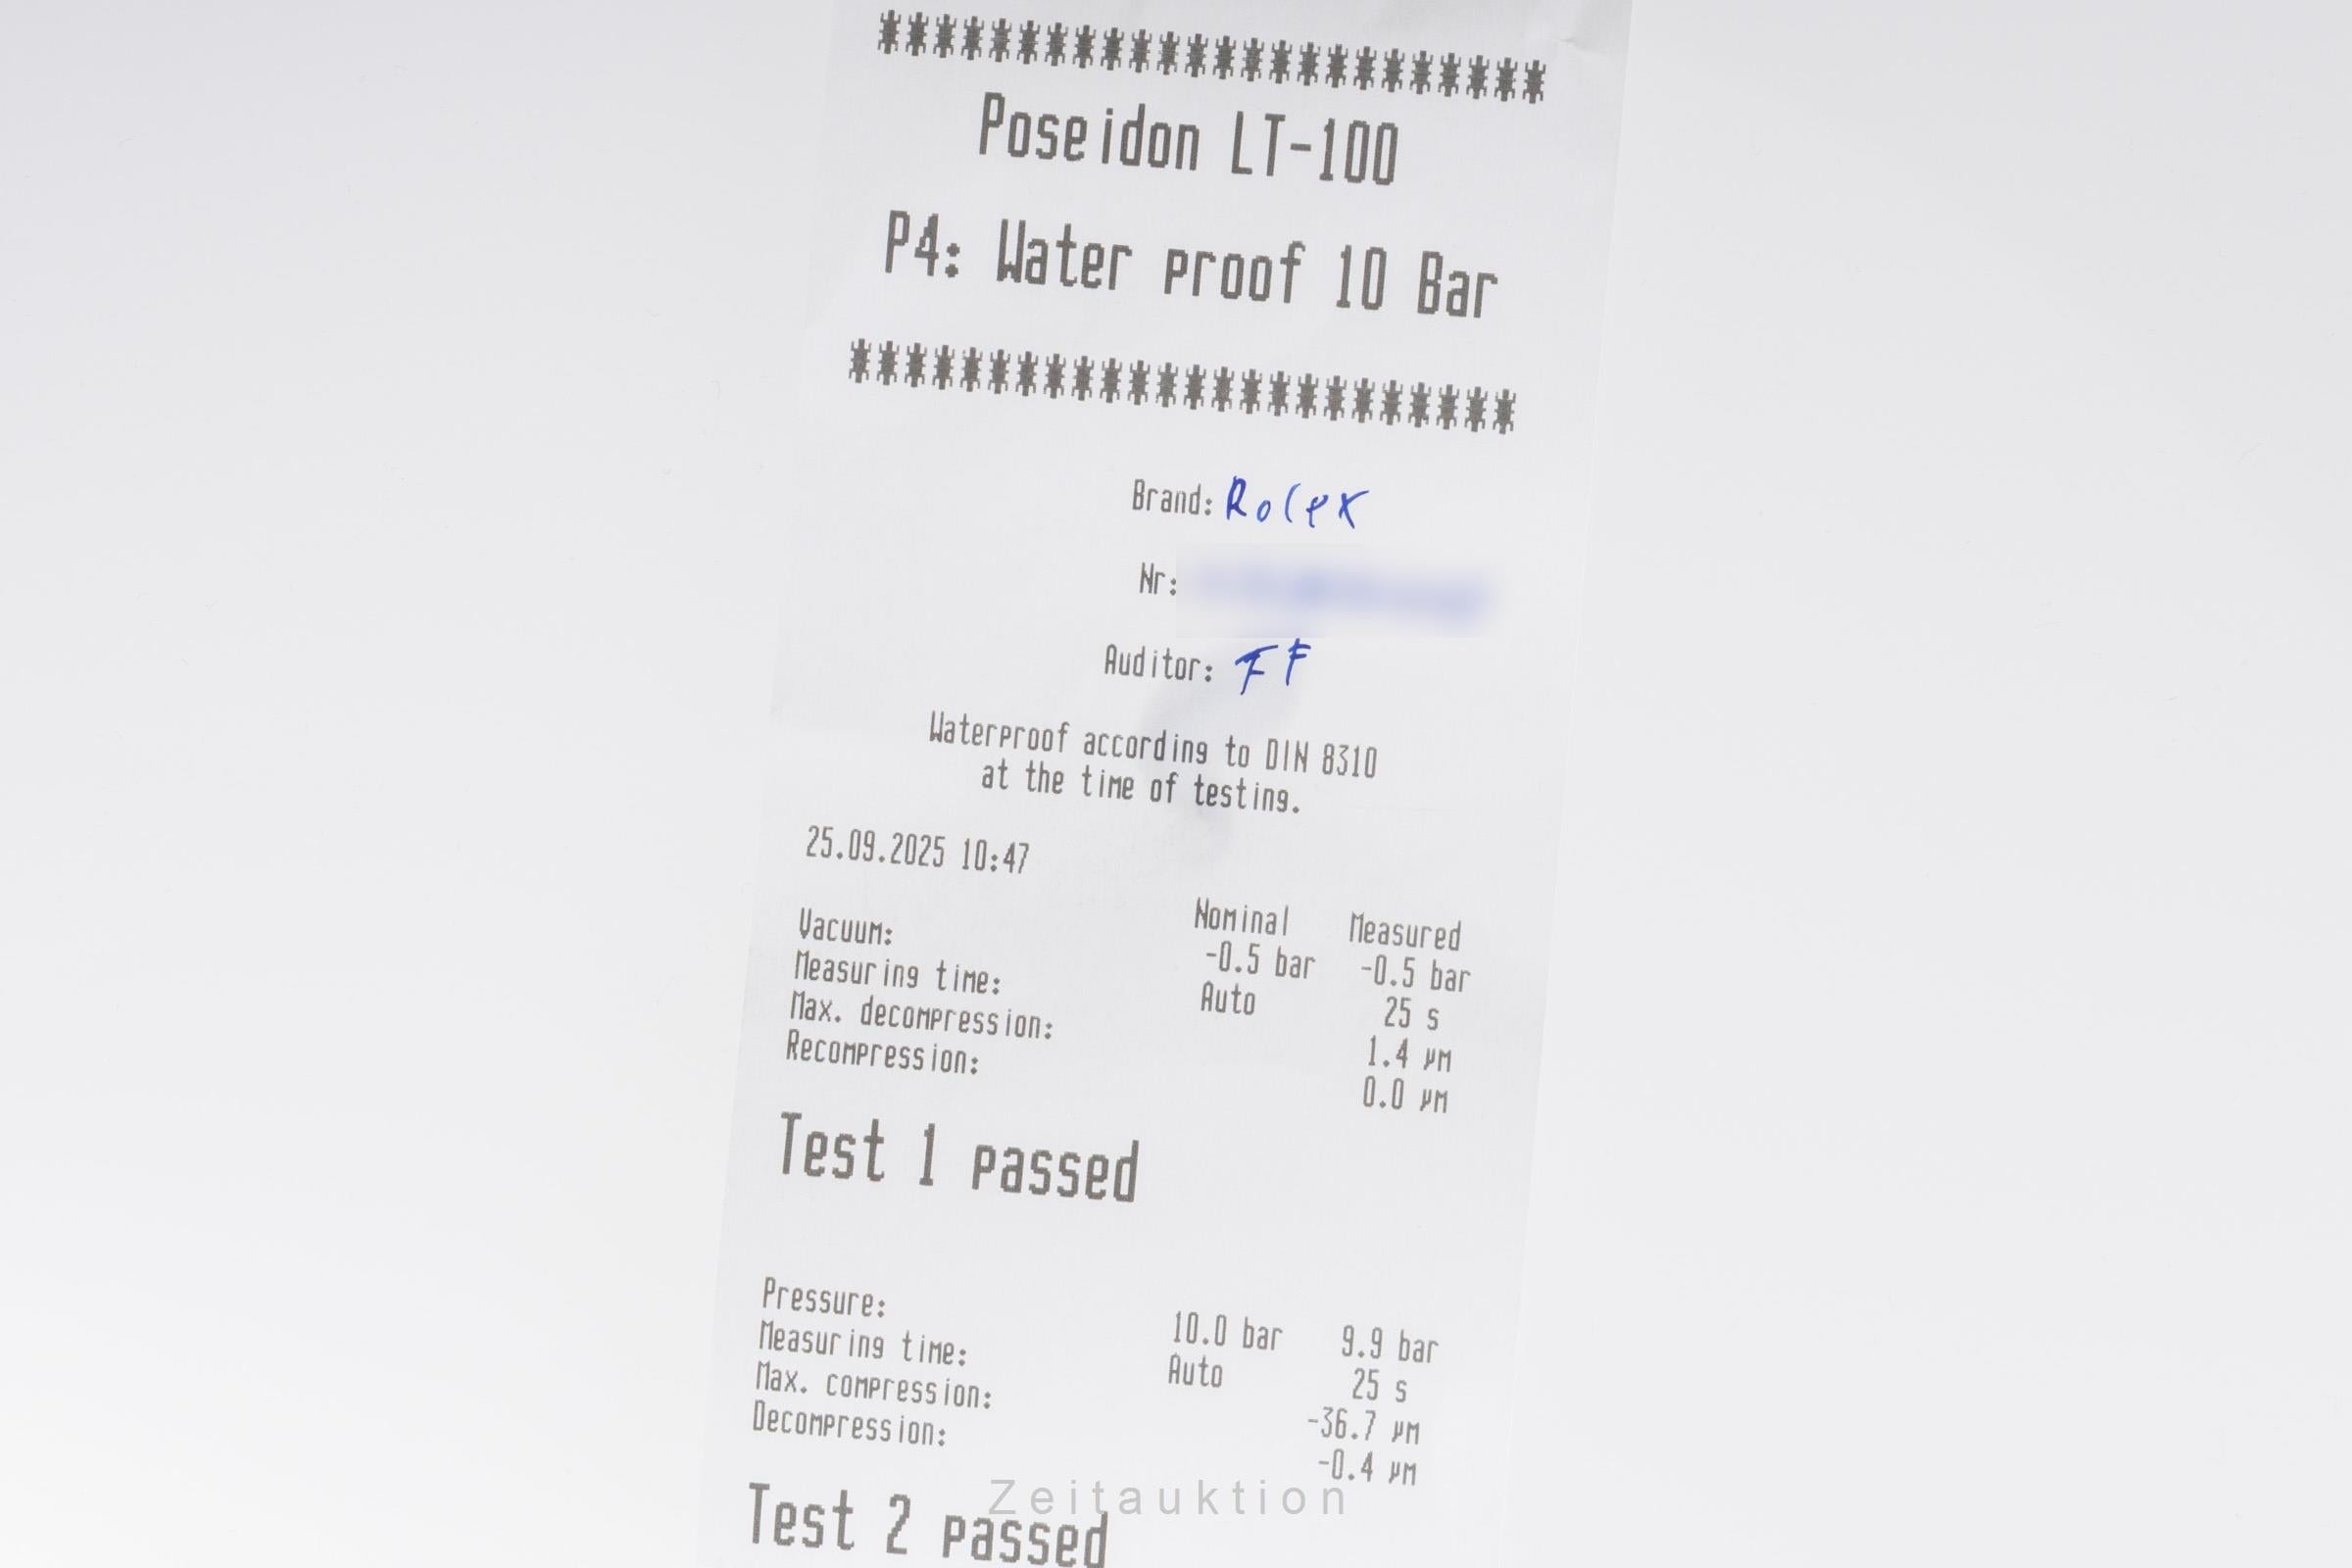 ************************
Poseidon LT-100
P4: Water proof 10 Bar
************************
Brand: Rolex
Nr:
Auditor: FF
Waterproof according to DIN 8310
at the time of testing.
25.09.2025 10:47
Nominal Measured
Vacuum: -0.5 bar -0.5 bar
Measuring time: Auto 25 s
Max. decompression: 1.4 µm
Recompression: 0.0 µm
Test 1 passed
Pressure: 10.0 bar 9.9 bar
Measuring time: Auto 25 s
Max. compression: -36.7 µm
Decompression: -0.4 µm
Zeitauktion
Test 2 passed